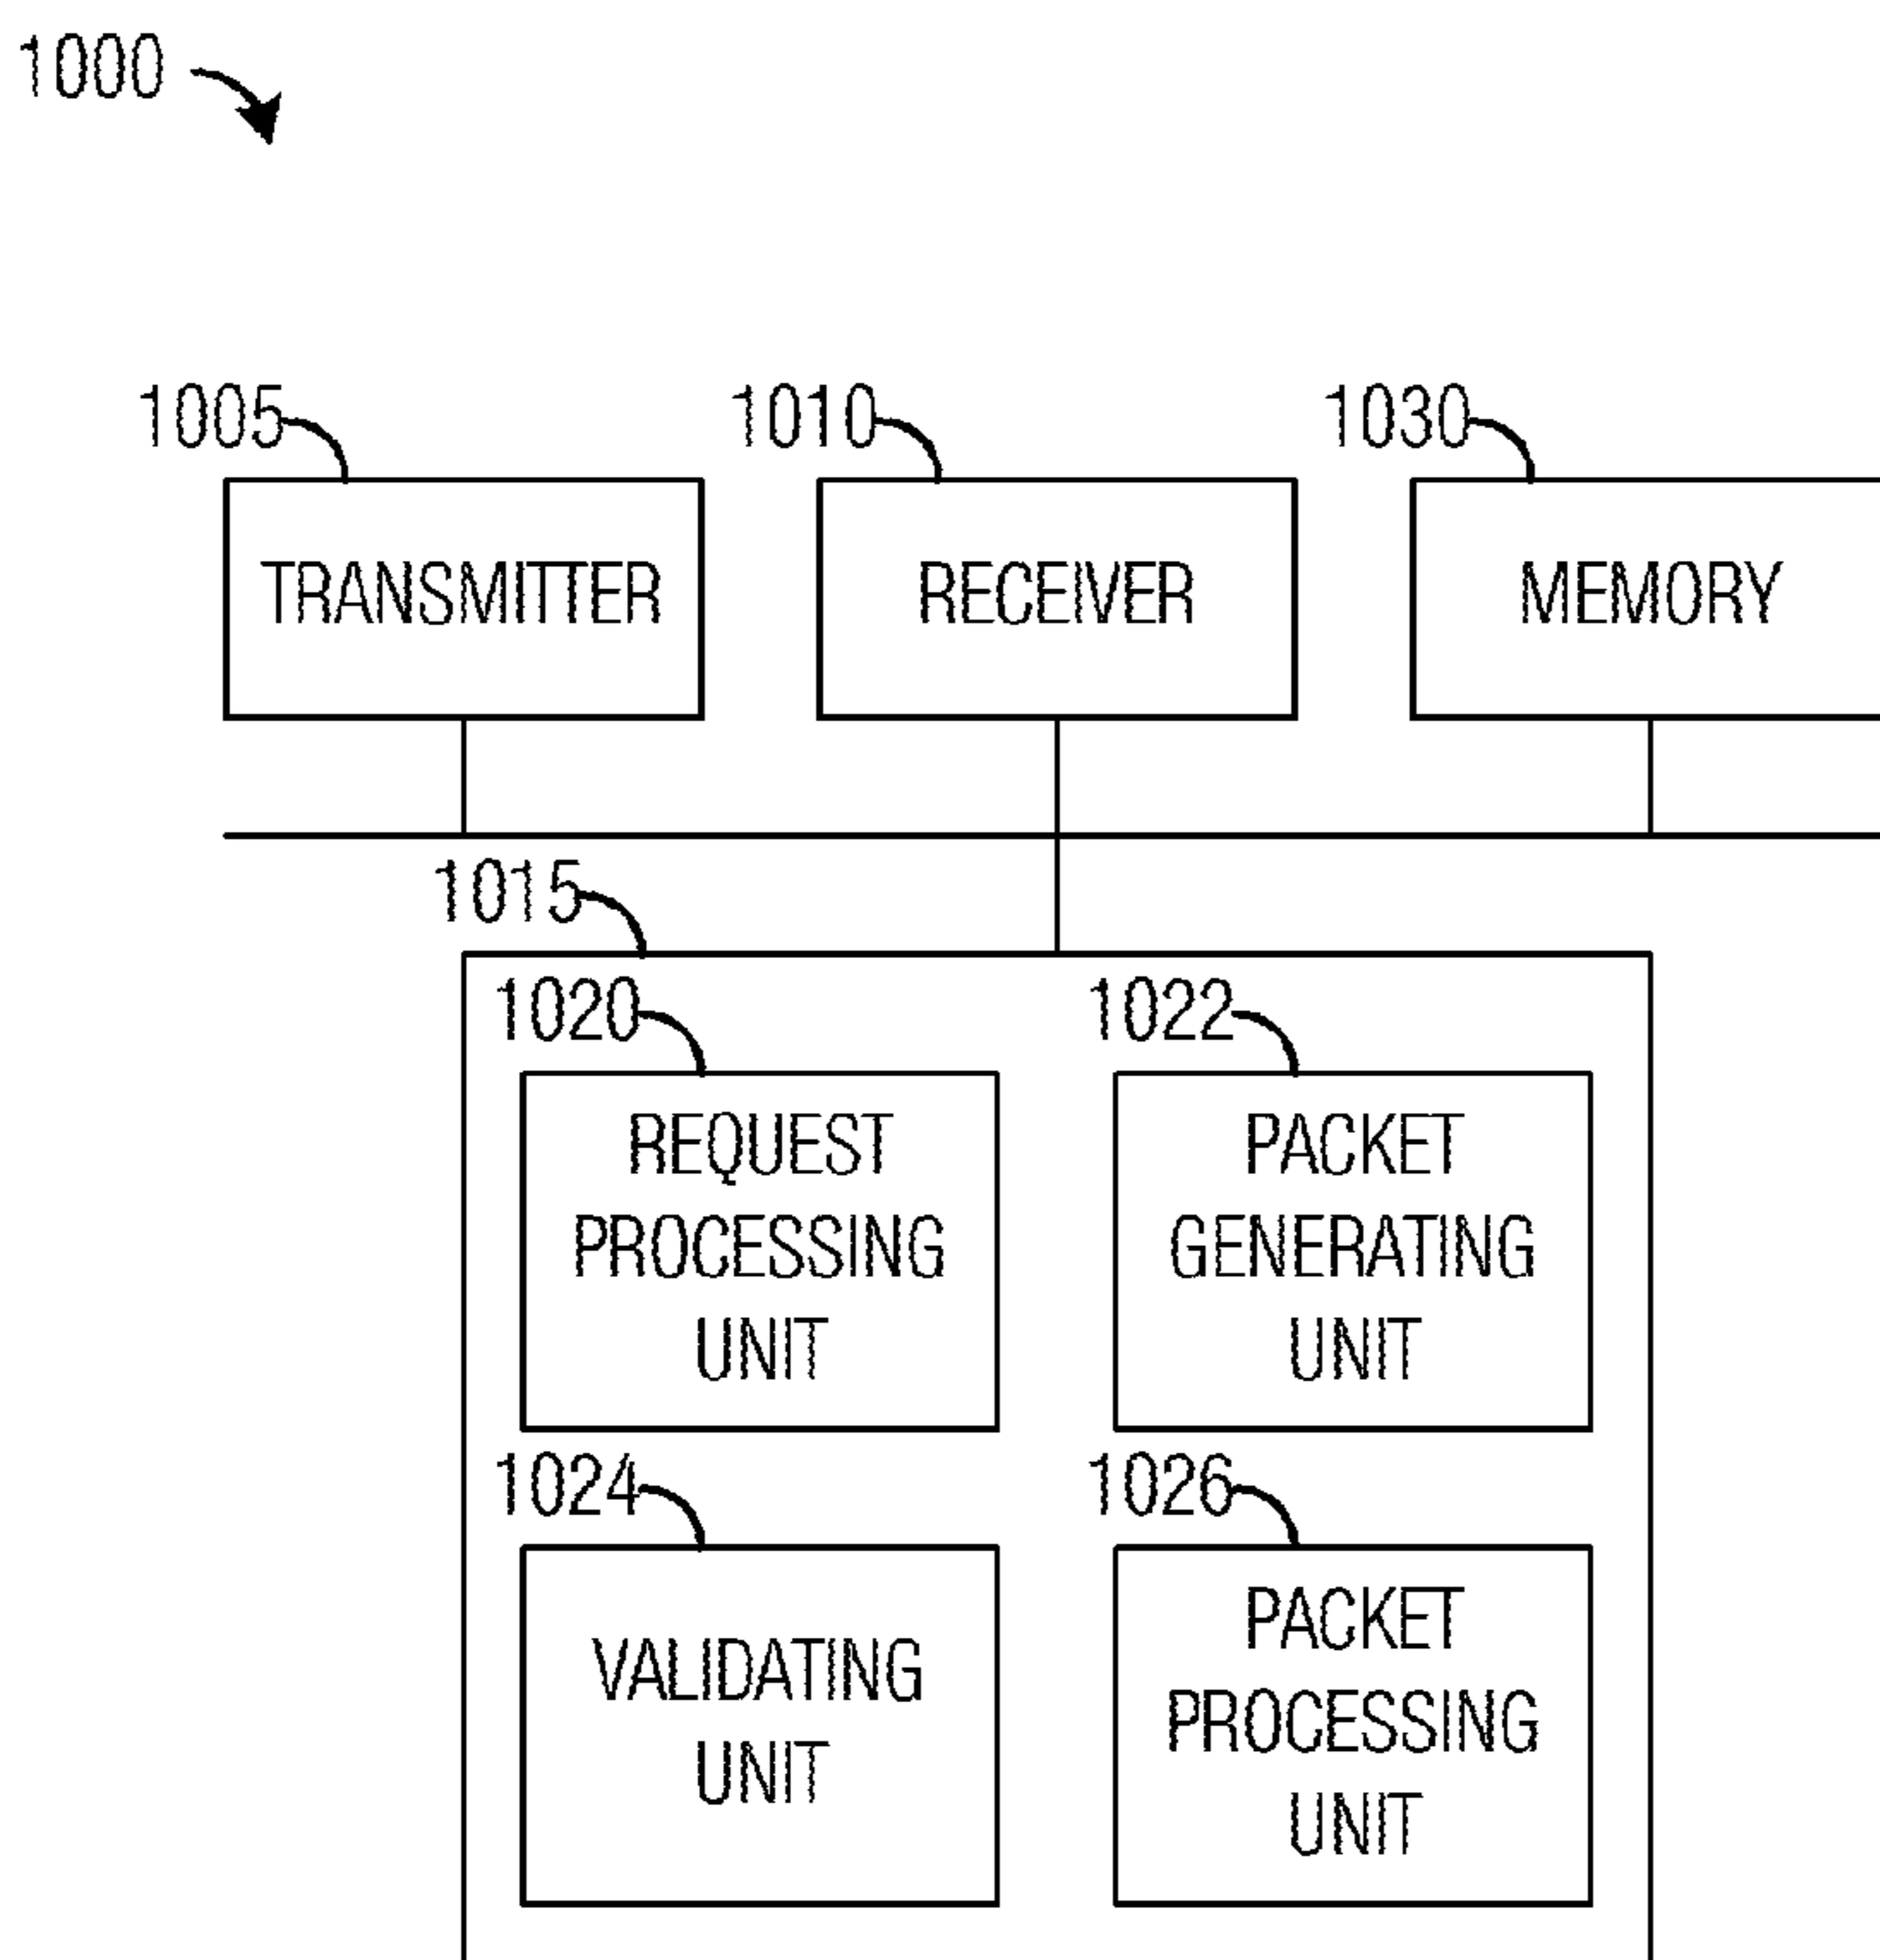 1000
1005
1010
1030
TRANSMITTER
RECEIVER
MEMORY
1015
1020
1022
REQUEST
PROCESSING
UNIT
PACKET
GENERATING
UNIT
1024
1026
VALIDATING
UNIT
PACKET
PROCESSING
UNIT